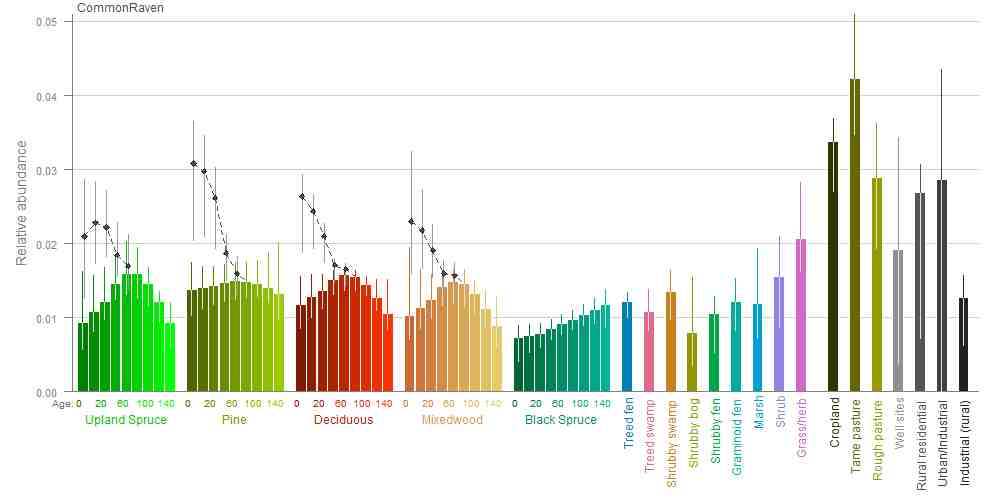 CommonRaven
Relative abundance
0.05
0.04
0.03
0.02
0.01
0.00
Age: 0 20 60 100 140 0 20 60 100 140 0 20 60 100 140 0 20 60 100 140 0 20 60 100 140
Upland Spruce Pine Deciduous Mixedwood Black Spruce
Treed fen
Treed swamp
Shrubby swamp
Shrubby bog
Shrubby fen
Graminoid fen
Marsh
Shrub
Grass/herb
Cropland
Tame pasture
Rough pasture
Well sites
Rural residential
Urban/Industrial
Industrial (rural)